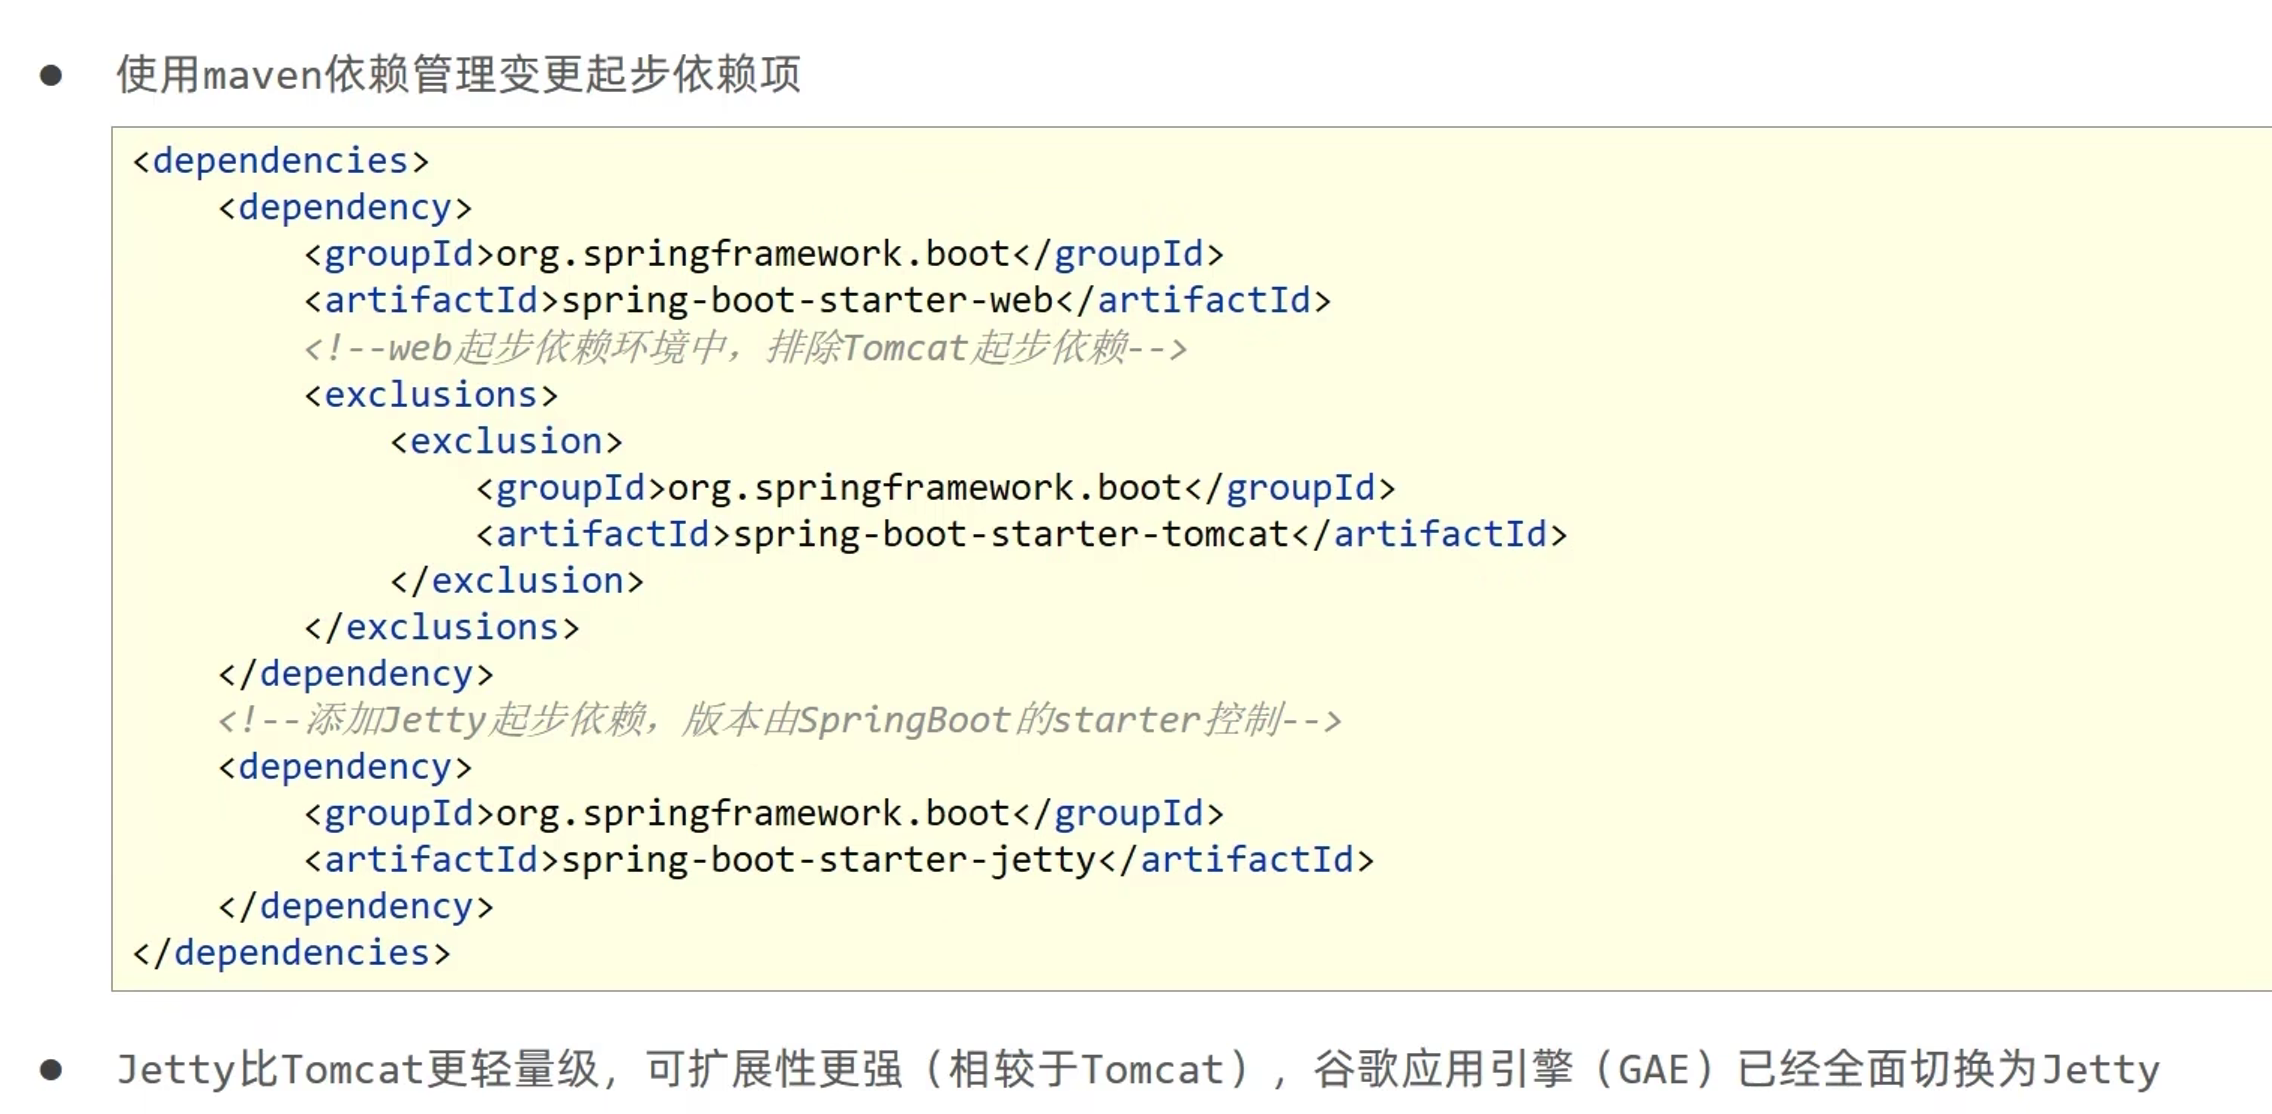 ● 使用maven依赖管理变更起步依赖项
<dependencies>
    <dependency>
        <groupId>org.springframework.boot</groupId>
        <artifactId>spring-boot-starter-web</artifactId>
        <!--web起步依赖环境中，排除Tomcat起步依赖-->
        <exclusions>
            <exclusion>
                <groupId>org.springframework.boot</groupId>
                <artifactId>spring-boot-starter-tomcat</artifactId>
            </exclusion>
        </exclusions>
    </dependency>
    <!--添加Jetty起步依赖，版本由SpringBoot的starter控制-->
    <dependency>
        <groupId>org.springframework.boot</groupId>
        <artifactId>spring-boot-starter-jetty</artifactId>
    </dependency>
</dependencies>
● Jetty比Tomcat更轻量级，可扩展性更强（相较于Tomcat），谷歌应用引擎（GAE）已经全面切换为Jetty